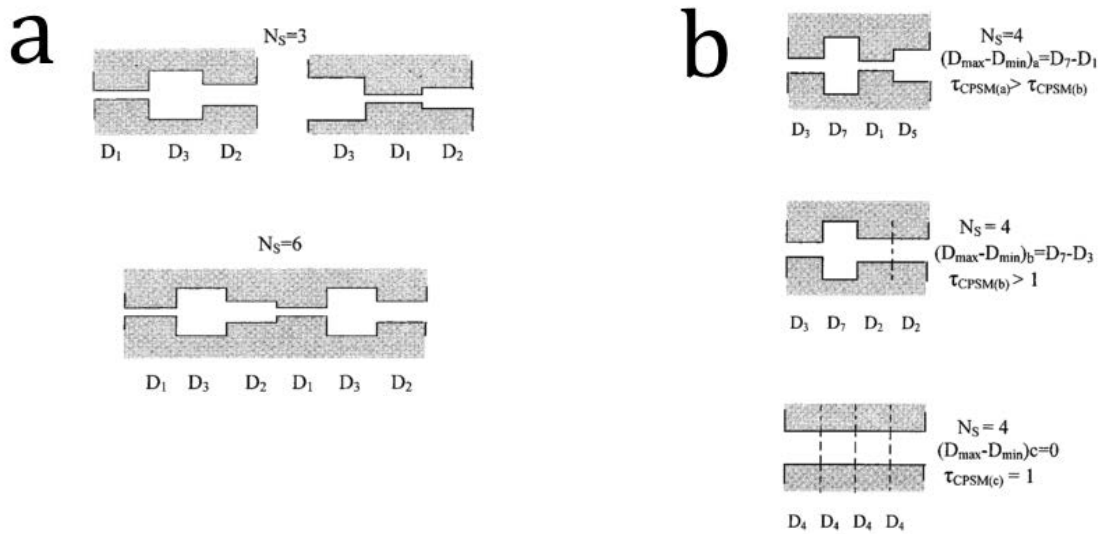 a
N_S=3
D_1 D_3 D_2
D_3 D_1 D_2
N_S=6
D_1 D_3 D_2 D_1 D_3 D_2
b
N_S=4
(D_max-D_min)_a=D_7-D_1
τ_CPSM(a)> τ_CPSM(b)
D_3 D_7 D_1 D_5
N_S = 4
(D_max-D_min)_b=D_7-D_3
τ_CPSM(b) > 1
D_3 D_7 D_2 D_2
N_S = 4
(D_max-D_min)c=0
τ_CPSM(c) = 1
D_4 D_4 D_4 D_4